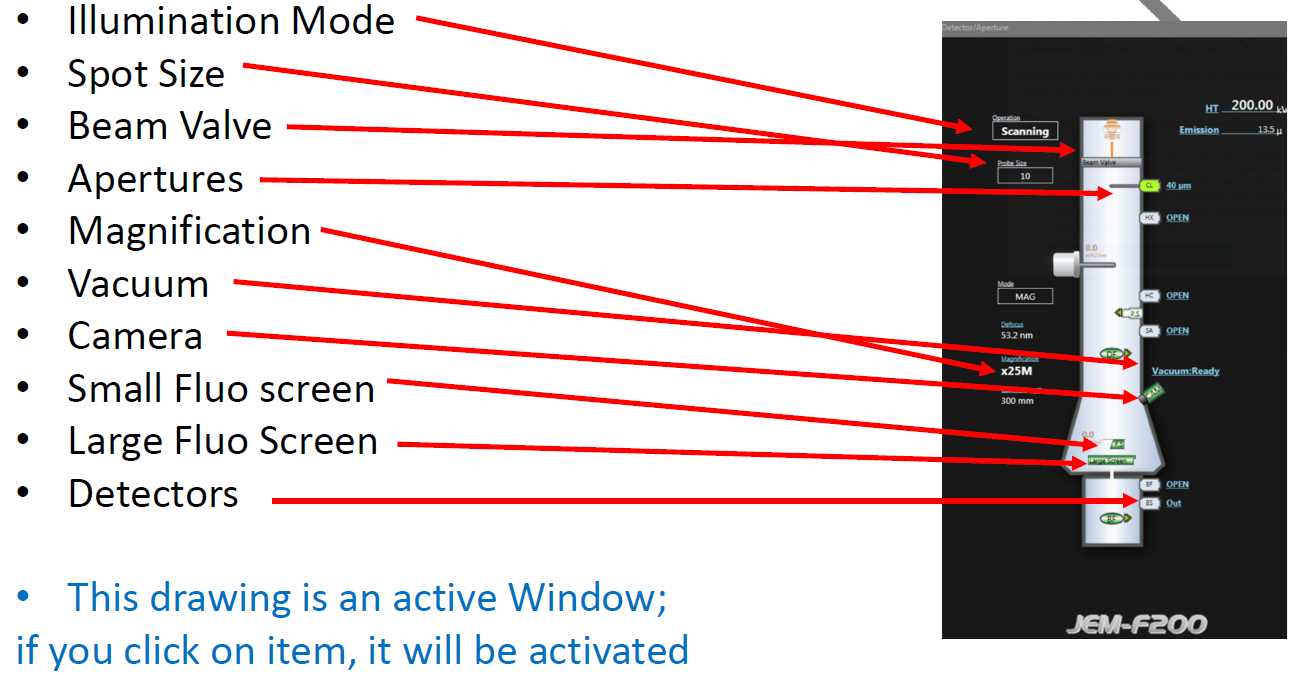 • Illumination Mode
• Spot Size
• Beam Valve
• Apertures
• Magnification
• Vacuum
• Camera
• Small Fluo screen
• Large Fluo Screen
• Detectors
• This drawing is an active Window;
if you click on item, it will be activated
Detector/Aperture
HT 200.00 kV
Emission 13.5 µ
Operation
Scanning
Beam Valve
Probe Size
10
CL 40 µm
HX OPEN
0.0
Mode
MAG
HC OPEN
P.S
SA OPEN
Defocus
53.2 nm
DF
Magnification
x25M
Vacuum:Ready
300 mm
0.0
Large Screen
BF OPEN
BS Out
BF
JEM-F200